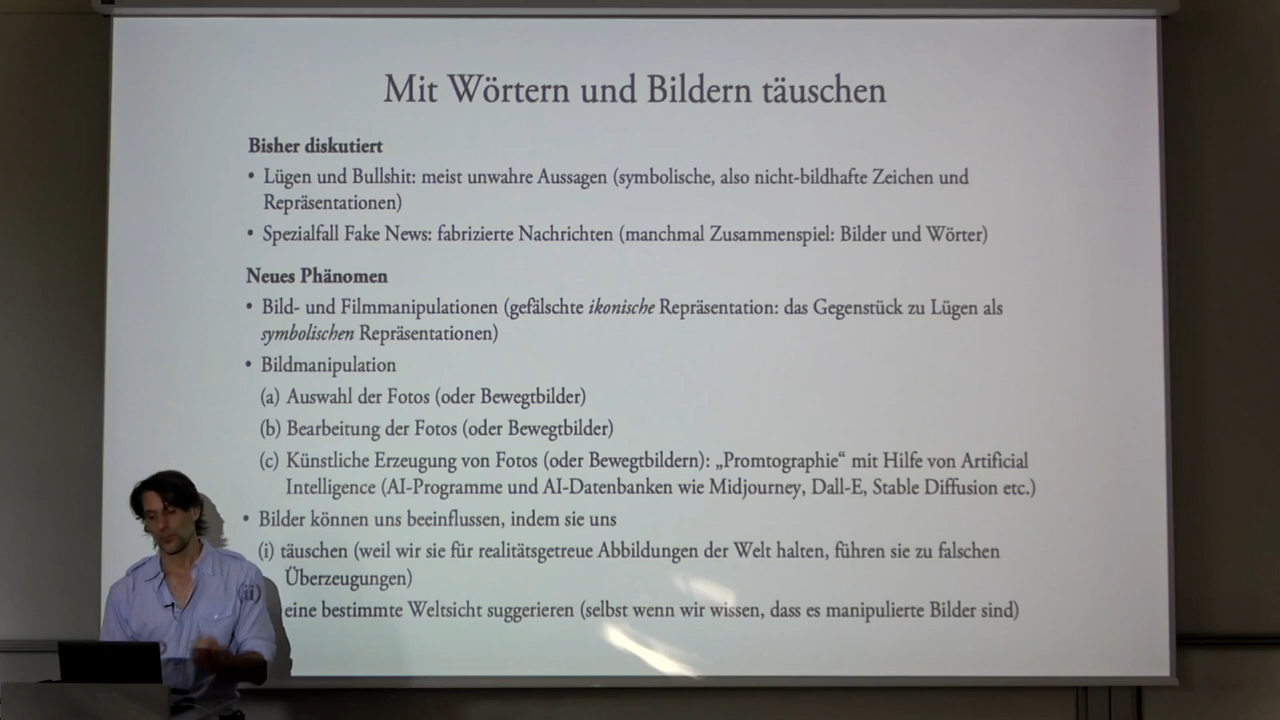 Mit Wörtern und Bildern täuschen
Bisher diskutiert
• Lügen und Bullshit: meist unwahre Aussagen (symbolische, also nicht-bildhafte Zeichen und
Repräsentationen)
• Spezialfall Fake News: fabrizierte Nachrichten (manchmal Zusammenspiel: Bilder und Wörter)
Neues Phänomen
• Bild- und Filmmanipulationen (gefälschte ikonische Repräsentation: das Gegenstück zu Lügen als
symbolischen Repräsentationen)
• Bildmanipulation
(a) Auswahl der Fotos (oder Bewegtbilder)
(b) Bearbeitung der Fotos (oder Bewegtbilder)
(c) Künstliche Erzeugung von Fotos (oder Bewegtbildern): „Promtographie“ mit Hilfe von Artificial
Intelligence (AI-Programme und AI-Datenbanken wie Midjourney, Dall-E, Stable Diffusion etc.)
• Bilder können uns beeinflussen, indem sie uns
(i) täuschen (weil wir sie für realitätsgetreue Abbildungen der Welt halten, führen sie zu falschen
Überzeugungen)
(ii) eine bestimmte Weltsicht suggerieren (selbst wenn wir wissen, dass es manipulierte Bilder sind)